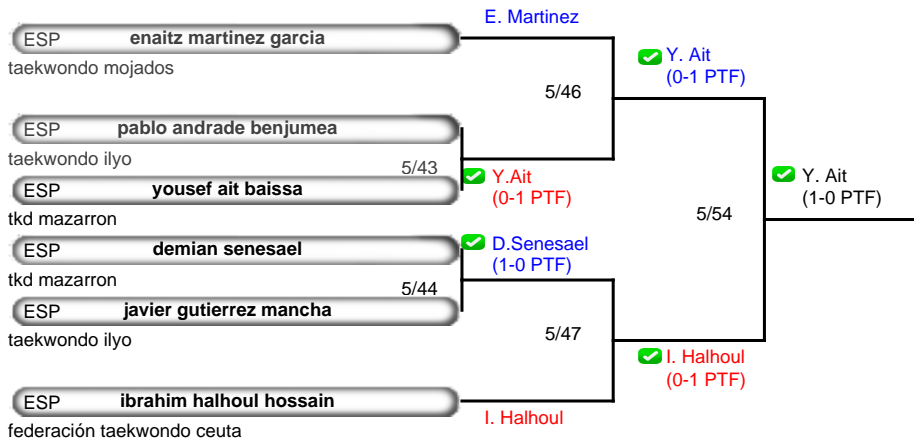 E. Martinez
ESP enaitz martinez garcia
taekwondo mojados
Y. Ait
(0-1 PTF)
5/46
ESP pablo andrade benjumea
taekwondo ilyo
5/43
Y.Ait
(0-1 PTF)
ESP yousef ait baissa
tkd mazarron
Y. Ait
(1-0 PTF)
5/54
ESP demian senesael
tkd mazarron
D.Senesael
(1-0 PTF)
5/44
ESP javier gutierrez mancha
taekwondo ilyo
5/47
I. Halhoul
(0-1 PTF)
ESP ibrahim halhoul hossain
federación taekwondo ceuta
I. Halhoul